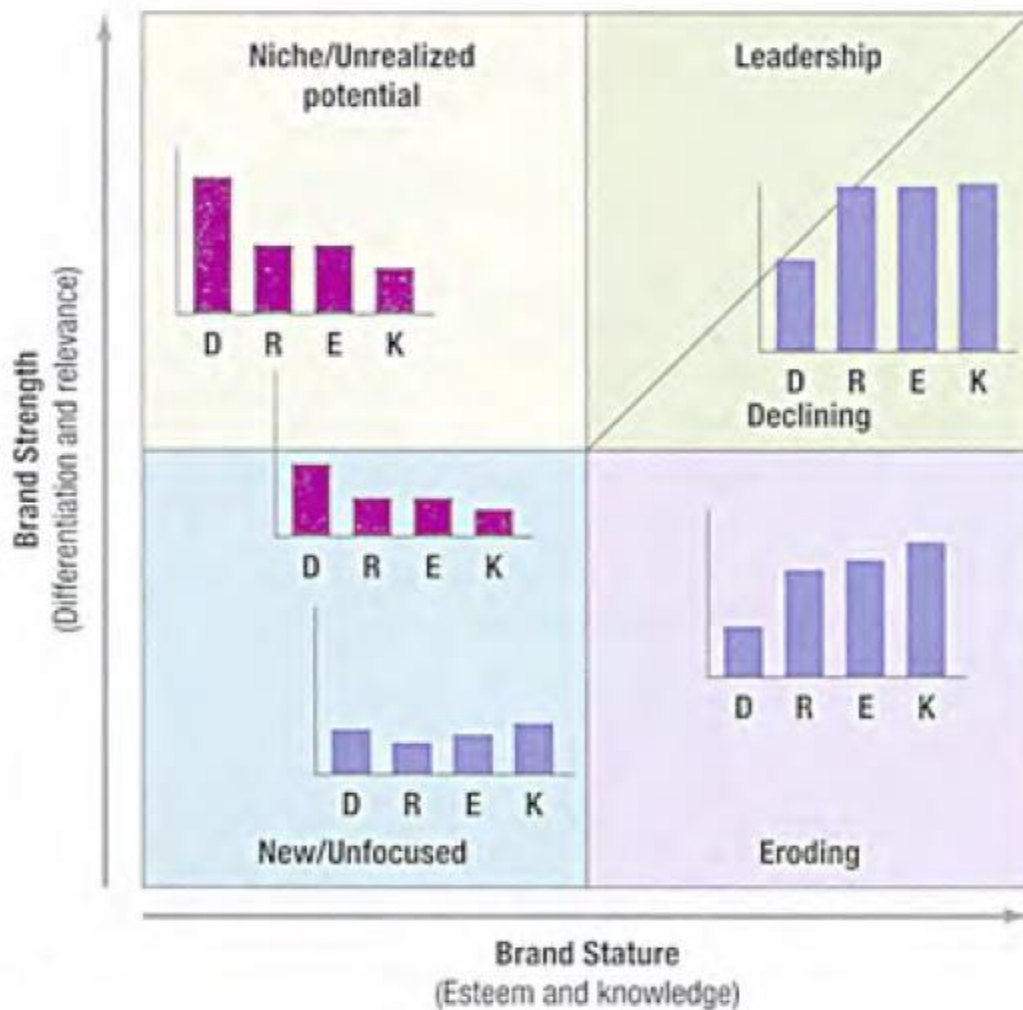 Niche/Unrealized
potential
Leadership
D R E K
D R E K
Declining
Brand Strength
(Differentiation and relevance)
D R E K
D R E K
D R E K
New/Unfocused
Eroding
Brand Stature
(Esteem and knowledge)